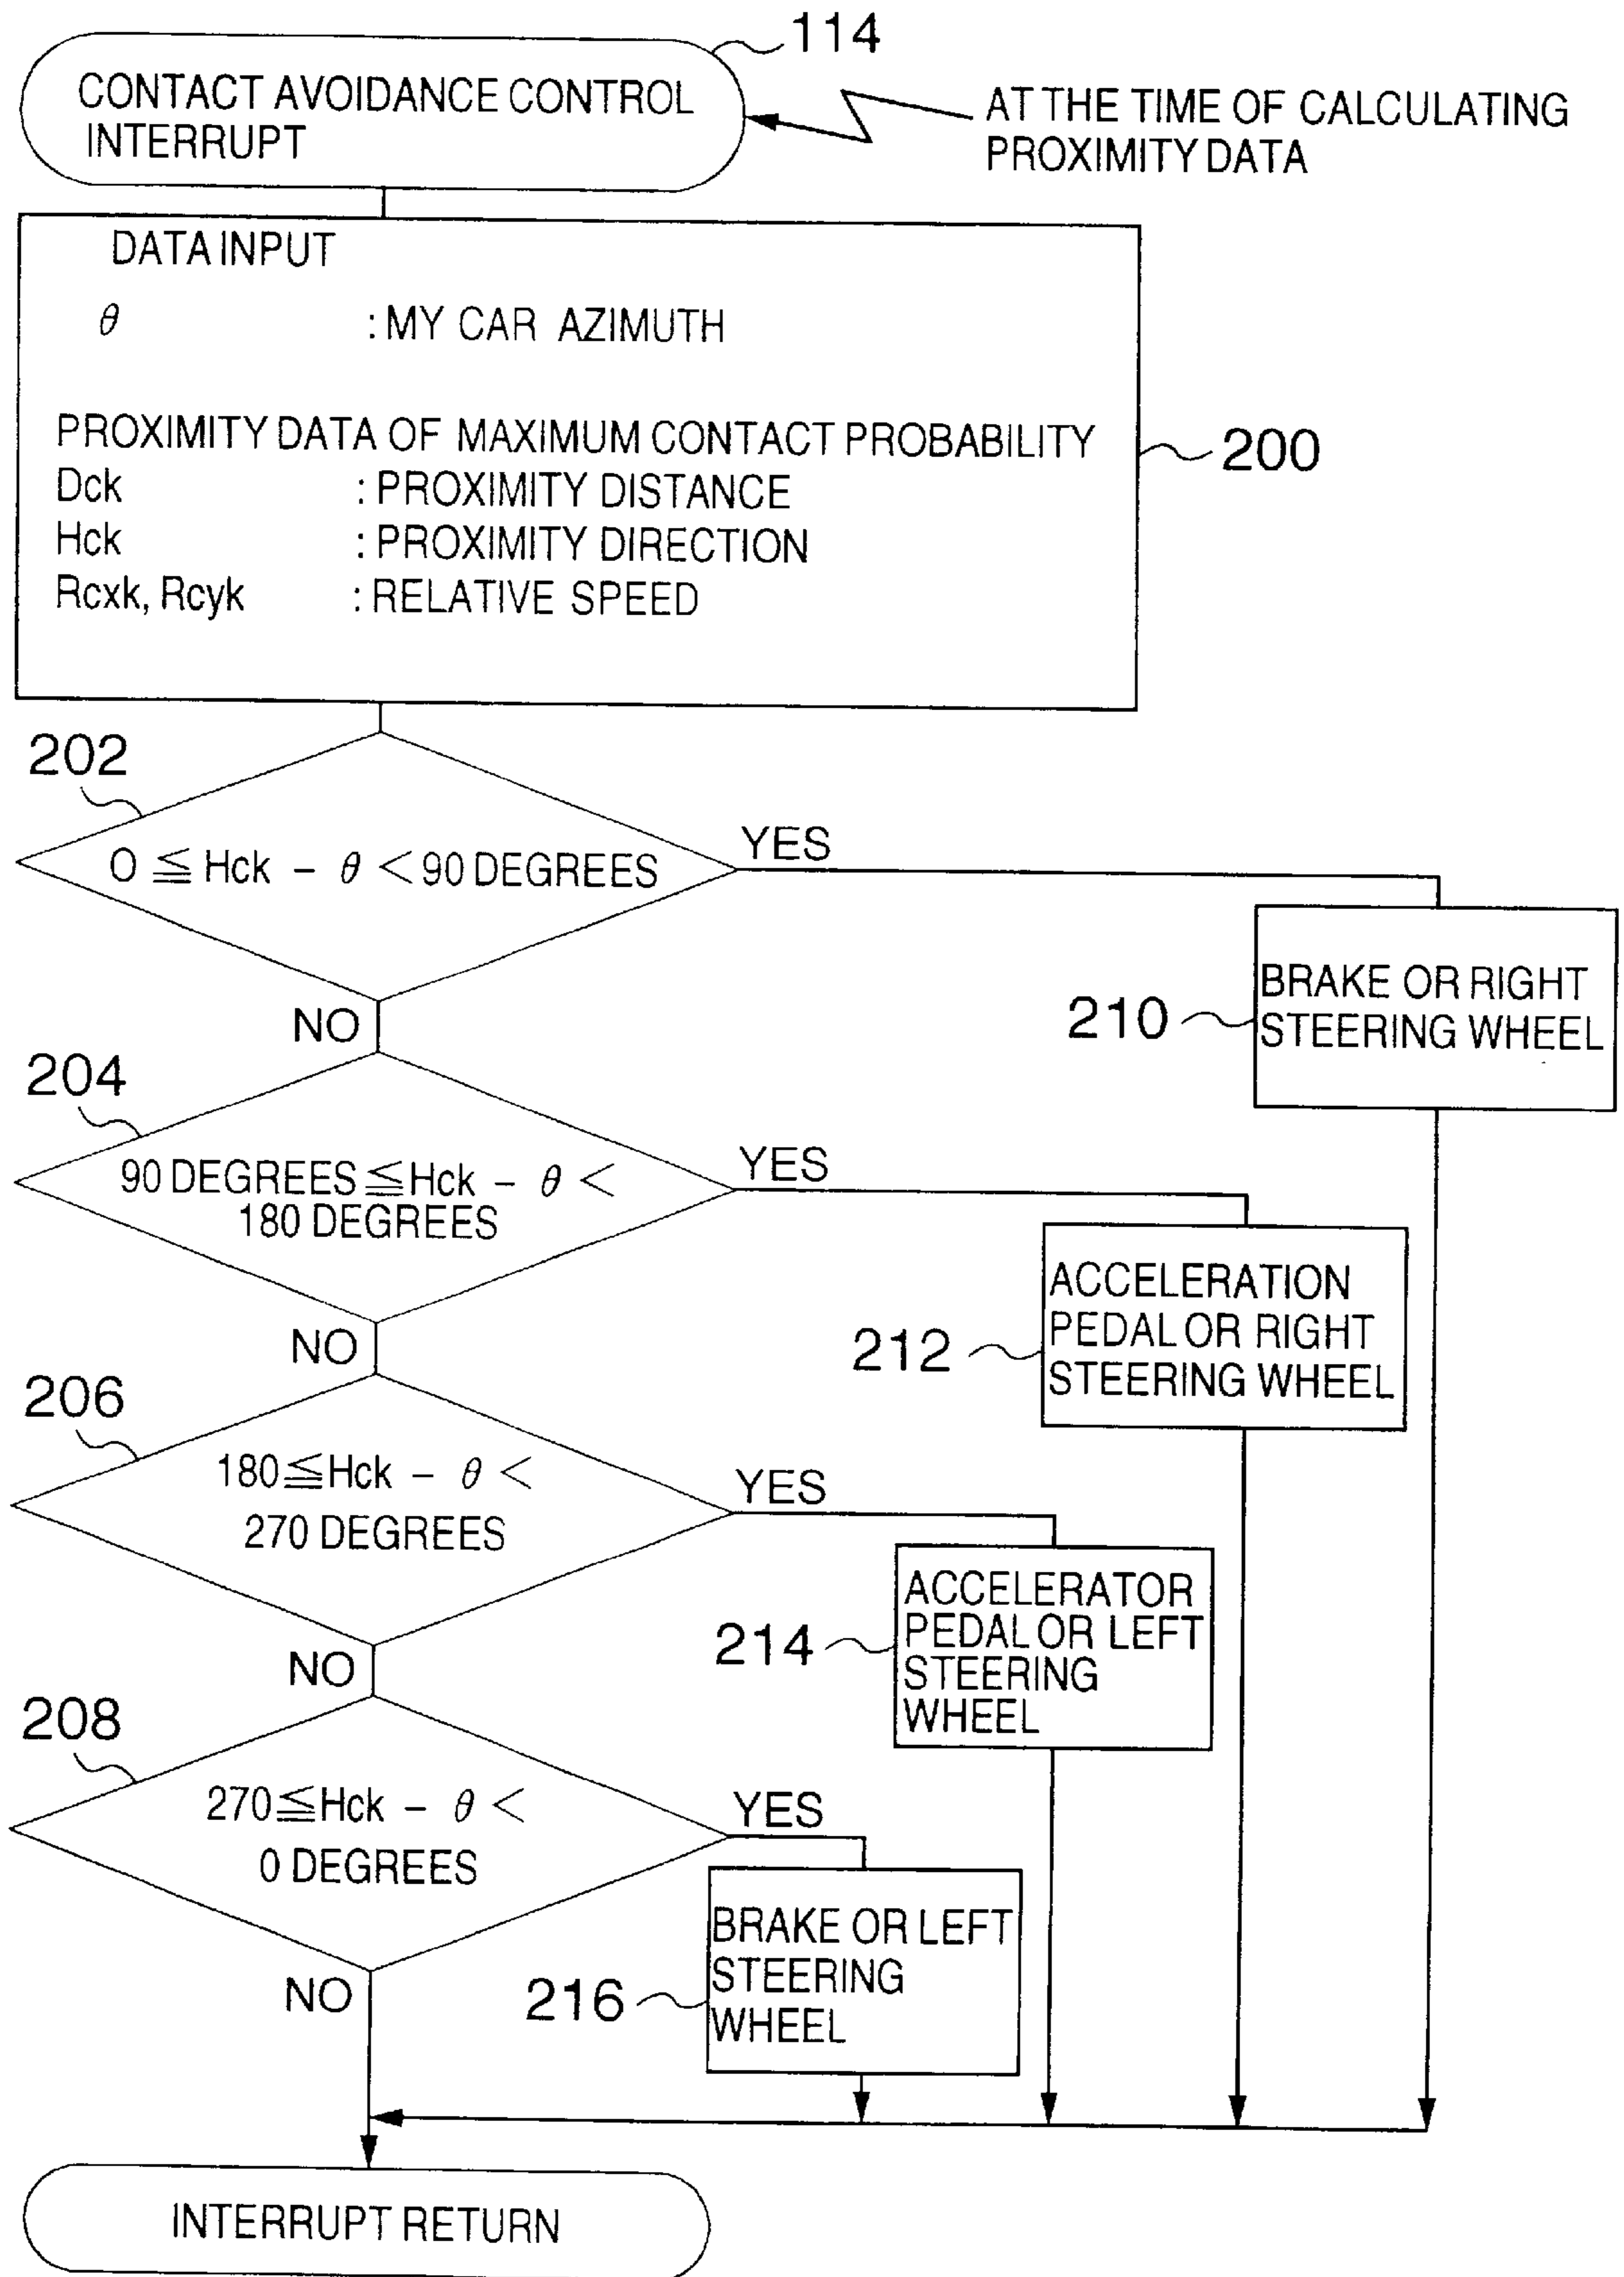 114
CONTACT AVOIDANCE CONTROL
INTERRUPT
AT THE TIME OF CALCULATING
PROXIMITY DATA
DATA INPUT
θ : MY CAR AZIMUTH
PROXIMITY DATA OF MAXIMUM CONTACT PROBABILITY
Dck : PROXIMITY DISTANCE
Hck : PROXIMITY DIRECTION
Rcxk, Rcyk : RELATIVE SPEED
200
202
0 ≦ Hck - θ < 90 DEGREES
YES
NO
210
BRAKE OR RIGHT
STEERING WHEEL
204
90 DEGREES ≦ Hck - θ <
180 DEGREES
YES
NO
212
ACCELERATION
PEDAL OR RIGHT
STEERING WHEEL
206
180 ≦ Hck - θ <
270 DEGREES
YES
NO
214
ACCELERATOR
PEDAL OR LEFT
STEERING
WHEEL
208
270 ≦ Hck - θ <
0 DEGREES
YES
NO
216
BRAKE OR LEFT
STEERING
WHEEL
INTERRUPT RETURN